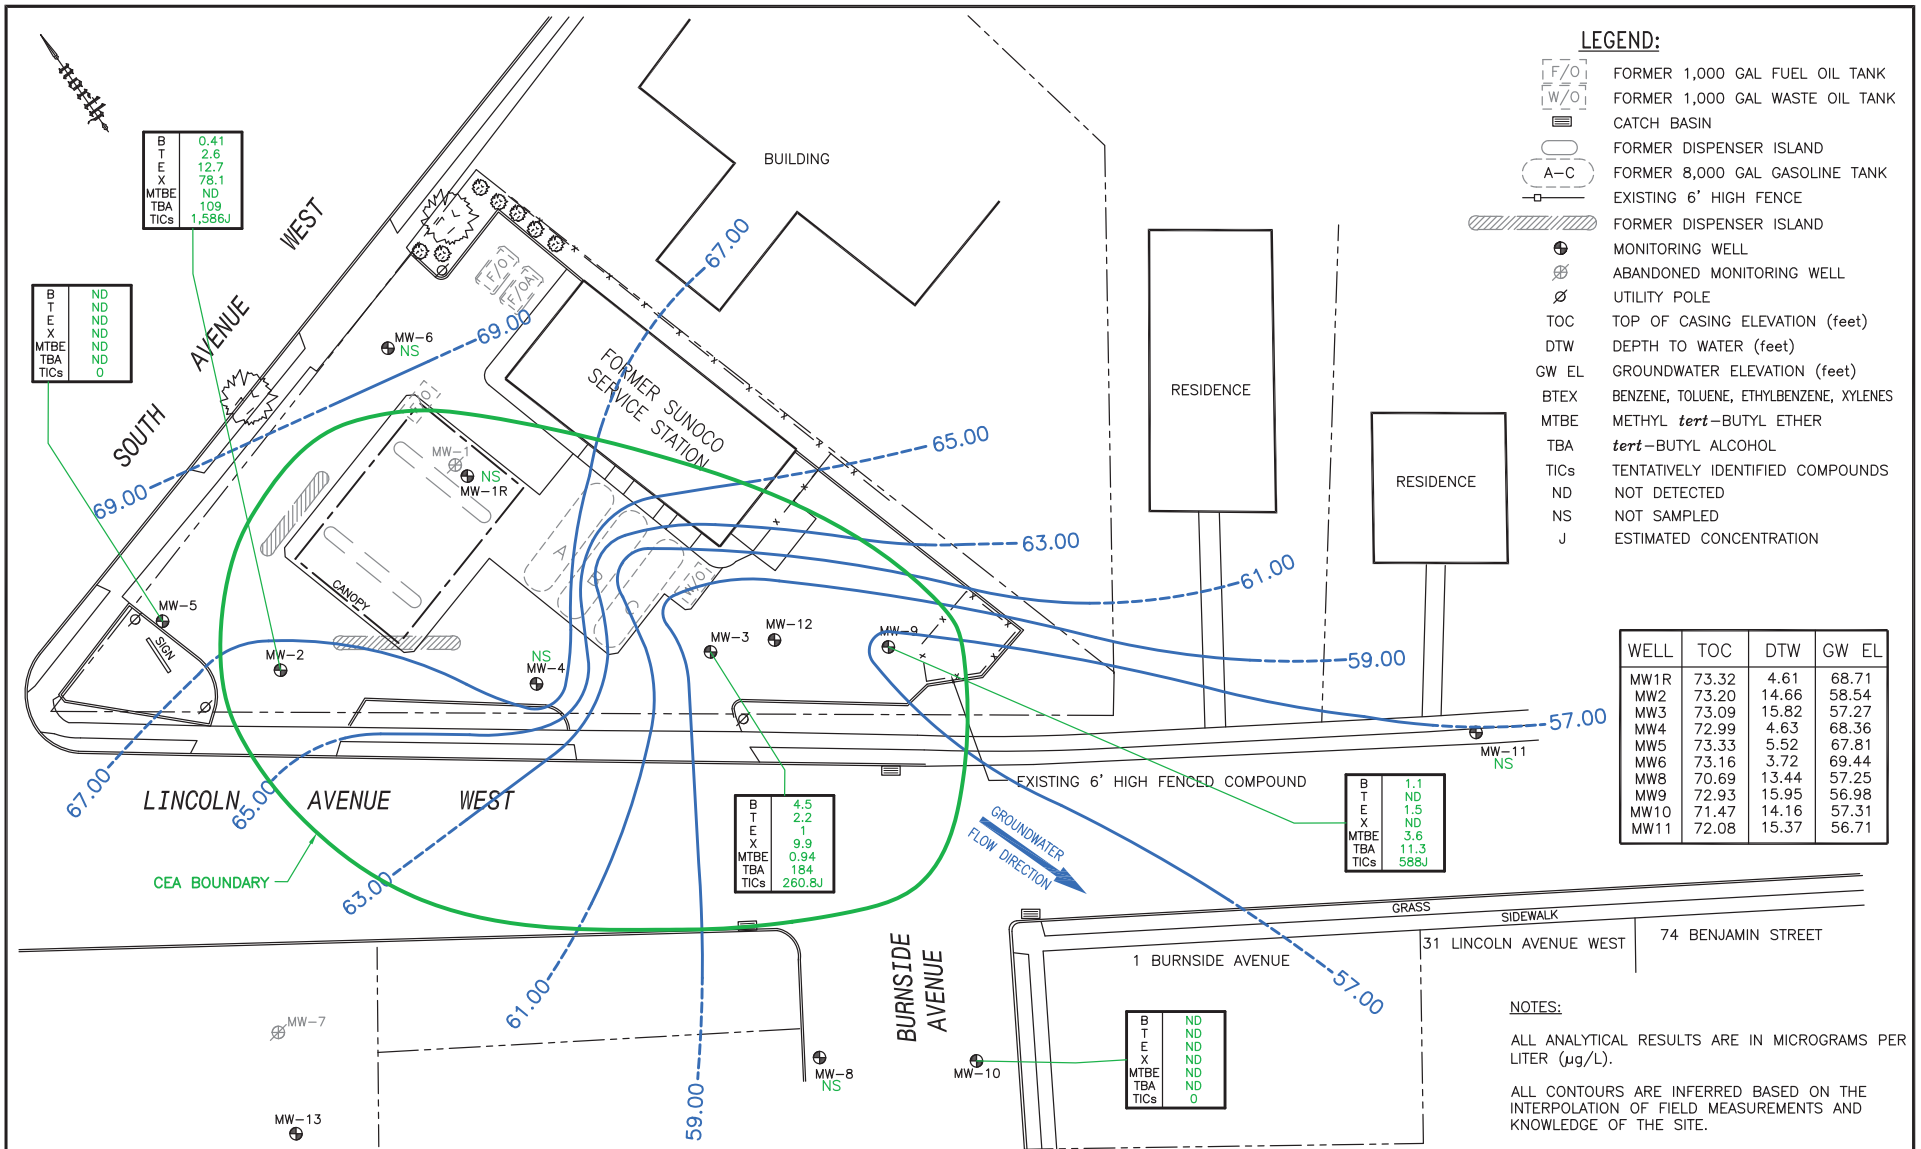 north
B 0.41
T 2.6
E 12.7
X 78.1
MTBE ND
TBA 109
TICs 1,586J
B ND
T ND
E ND
X ND
MTBE ND
TBA ND
TICs 0
SOUTH AVENUE WEST
BUILDING
67.00
F/O
F/OA
69.00
MW-6
NS
FORMER SUNOCO
SERVICE STATION
F/O
65.00
MW-1
NS
MW-1R
69.00
63.00
A
B
C
W/O
61.00
CANOPY
MW-5
SIGN
MW-2
NS
MW-4
MW-3
MW-12
MW-9
59.00
57.00
RESIDENCE
RESIDENCE
MW-11
NS
67.00
65.00
LINCOLN AVENUE WEST
EXISTING 6' HIGH FENCED COMPOUND
CEA BOUNDARY
63.00
B 4.5
T 2.2
E 1
X 9.9
MTBE 0.94
TBA 184
TICs 260.8J
GROUNDWATER
FLOW DIRECTION
B 1.1
T ND
E 1.5
X ND
MTBE 3.6
TBA 11.3
TICs 588J
GRASS
SIDEWALK
31 LINCOLN AVENUE WEST
74 BENJAMIN STREET
1 BURNSIDE AVENUE
BURNSIDE
AVENUE
57.00
61.00
59.00
MW-7
MW-8
NS
MW-10
MW-13
B ND
T ND
E ND
X ND
MTBE ND
TBA ND
TICs 0
LEGEND:
F/O FORMER 1,000 GAL FUEL OIL TANK
W/O FORMER 1,000 GAL WASTE OIL TANK
CATCH BASIN
FORMER DISPENSER ISLAND
A-C FORMER 8,000 GAL GASOLINE TANK
EXISTING 6' HIGH FENCE
FORMER DISPENSER ISLAND
MONITORING WELL
ABANDONED MONITORING WELL
UTILITY POLE
TOC TOP OF CASING ELEVATION (feet)
DTW DEPTH TO WATER (feet)
GW EL GROUNDWATER ELEVATION (feet)
BTEX BENZENE, TOLUENE, ETHYLBENZENE, XYLENES
MTBE METHYL tert-BUTYL ETHER
TBA tert-BUTYL ALCOHOL
TICs TENTATIVELY IDENTIFIED COMPOUNDS
ND NOT DETECTED
NS NOT SAMPLED
J ESTIMATED CONCENTRATION
WELL TOC DTW GW EL
MW1R 73.32 4.61 68.71
MW2 73.20 14.66 58.54
MW3 73.09 15.82 57.27
MW4 72.99 4.63 68.36
MW5 73.33 5.52 67.81
MW6 73.16 3.72 69.44
MW8 70.69 13.44 57.25
MW9 72.93 15.95 56.98
MW10 71.47 14.16 57.31
MW11 72.08 15.37 56.71
NOTES:
ALL ANALYTICAL RESULTS ARE IN MICROGRAMS PER
LITER (µg/L).
ALL CONTOURS ARE INFERRED BASED ON THE
INTERPOLATION OF FIELD MEASUREMENTS AND
KNOWLEDGE OF THE SITE.